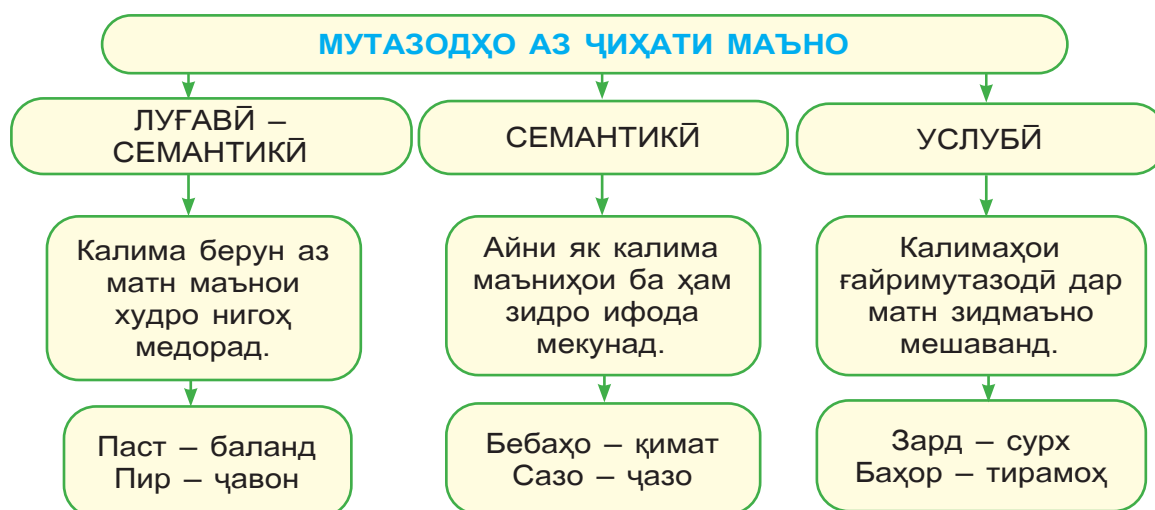 МУТАЗОДҲО АЗ ҶИҲАТИ МАЪНО
ЛУҒАВӢ –
СЕМАНТИКӢ
СЕМАНТИКӢ
УСЛУБӢ
Калима берун аз
матн маънои
худро нигоҳ
медорад.
Айни як калима
маъниҳои ба ҳам
зидро ифода
мекунад.
Калимаҳои
ғайримутазодӣ дар
матн зидмаъно
мешаванд.
Паст – баланд
Пир – ҷавон
Бебаҳо – қимат
Сазо – ҷазо
Зард – сурх
Баҳор – тирамоҳ